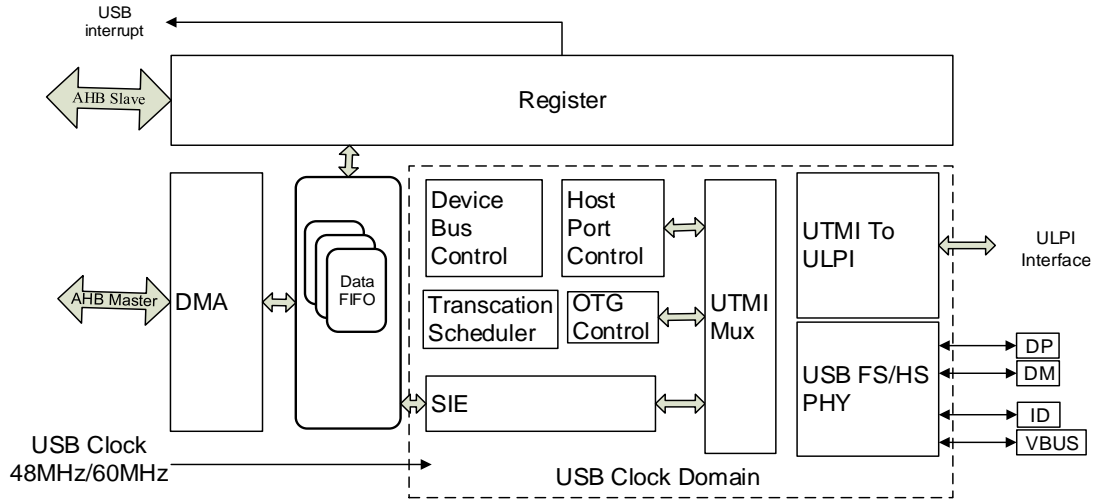 USB
interrupt
AHB Slave
Register
Device
Bus
Control
Host
Port
Control
UTMI To
ULPI
ULPI
Interface
AHB Master
DMA
Data
FIFO
Transcation
Scheduler
OTG
Control
UTMI
Mux
USB FS/HS
PHY
DP
DM
ID
VBUS
SIE
USB Clock
48MHz/60MHz
USB Clock Domain